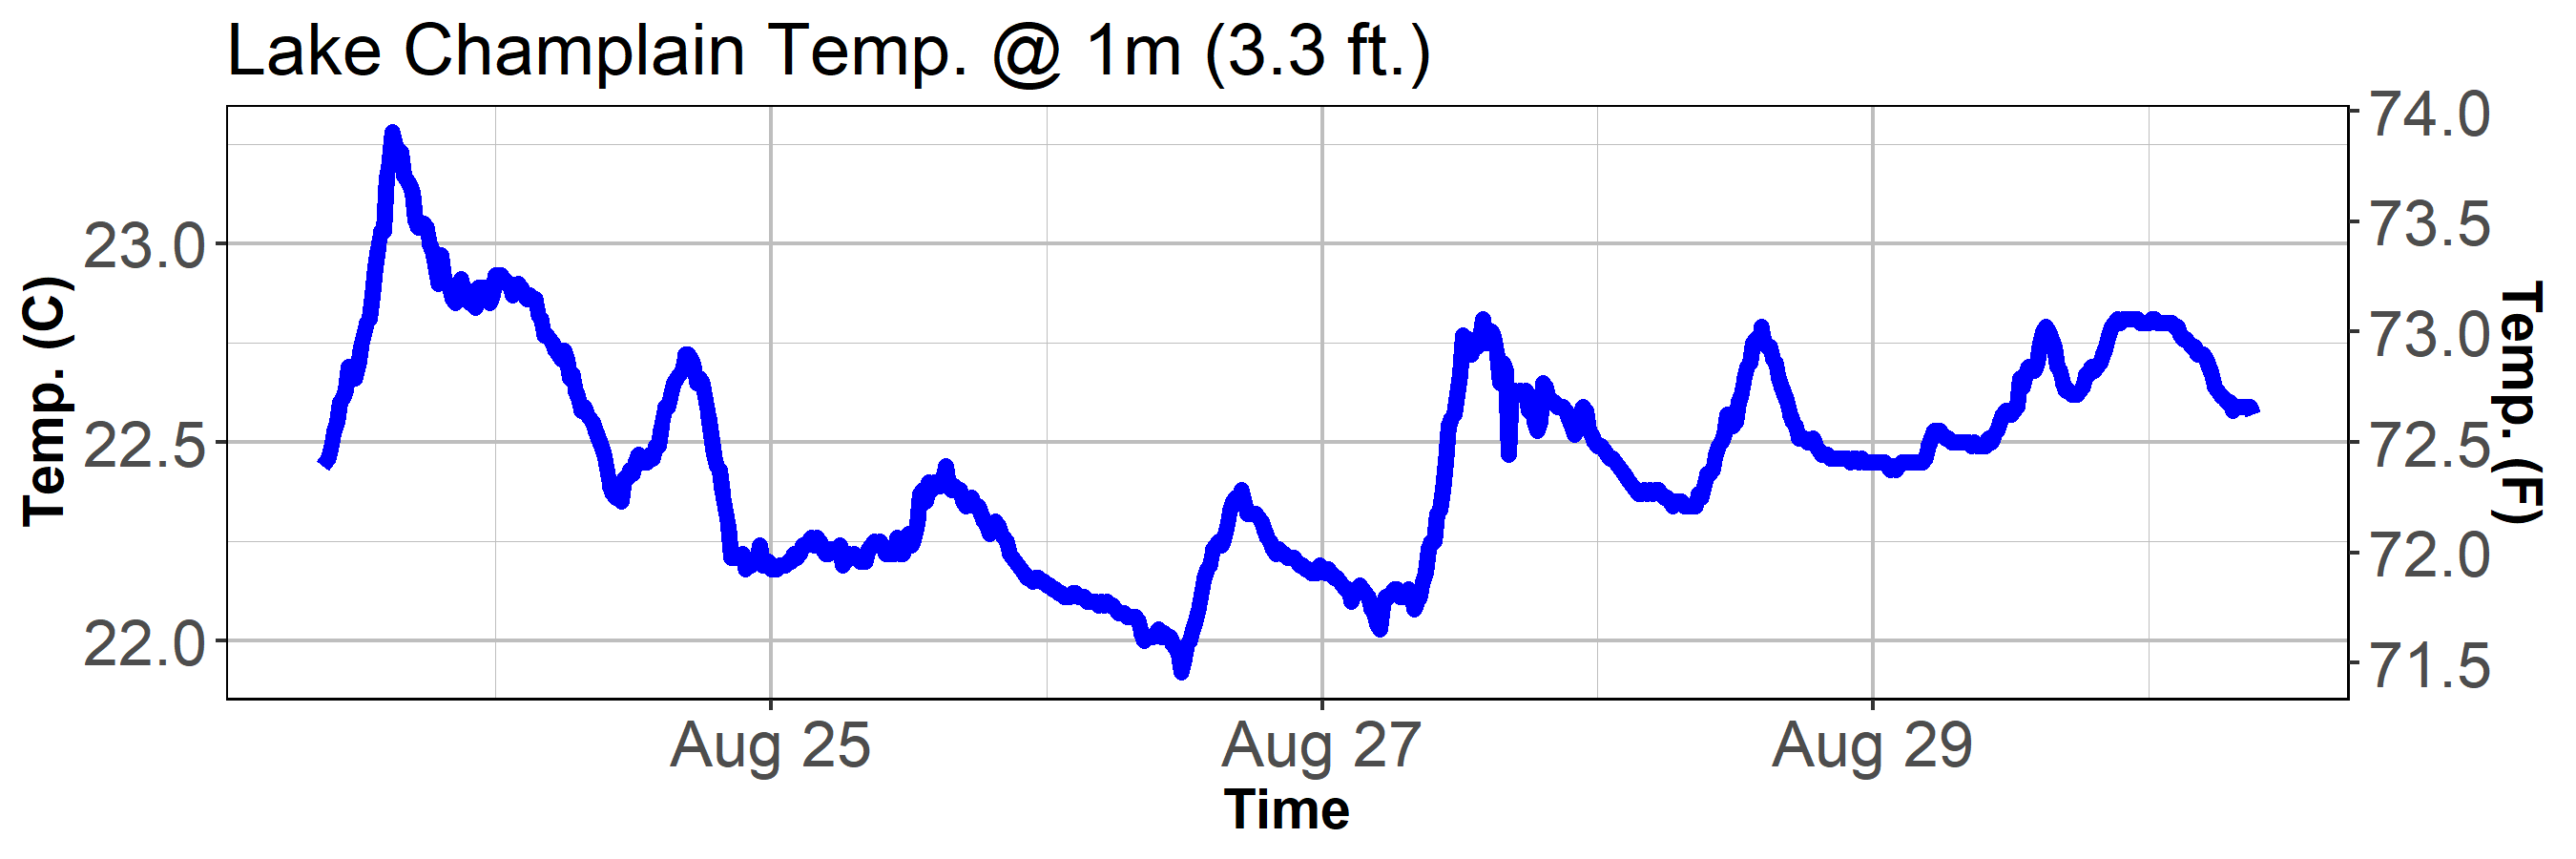 Lake Champlain Temp. @ 1m (3.3 ft.)
Temp. (C)
23.0
22.5
22.0
74.0
73.5
73.0
72.5
72.0
71.5
Temp. (F)
Aug 25
Aug 27
Aug 29
Time